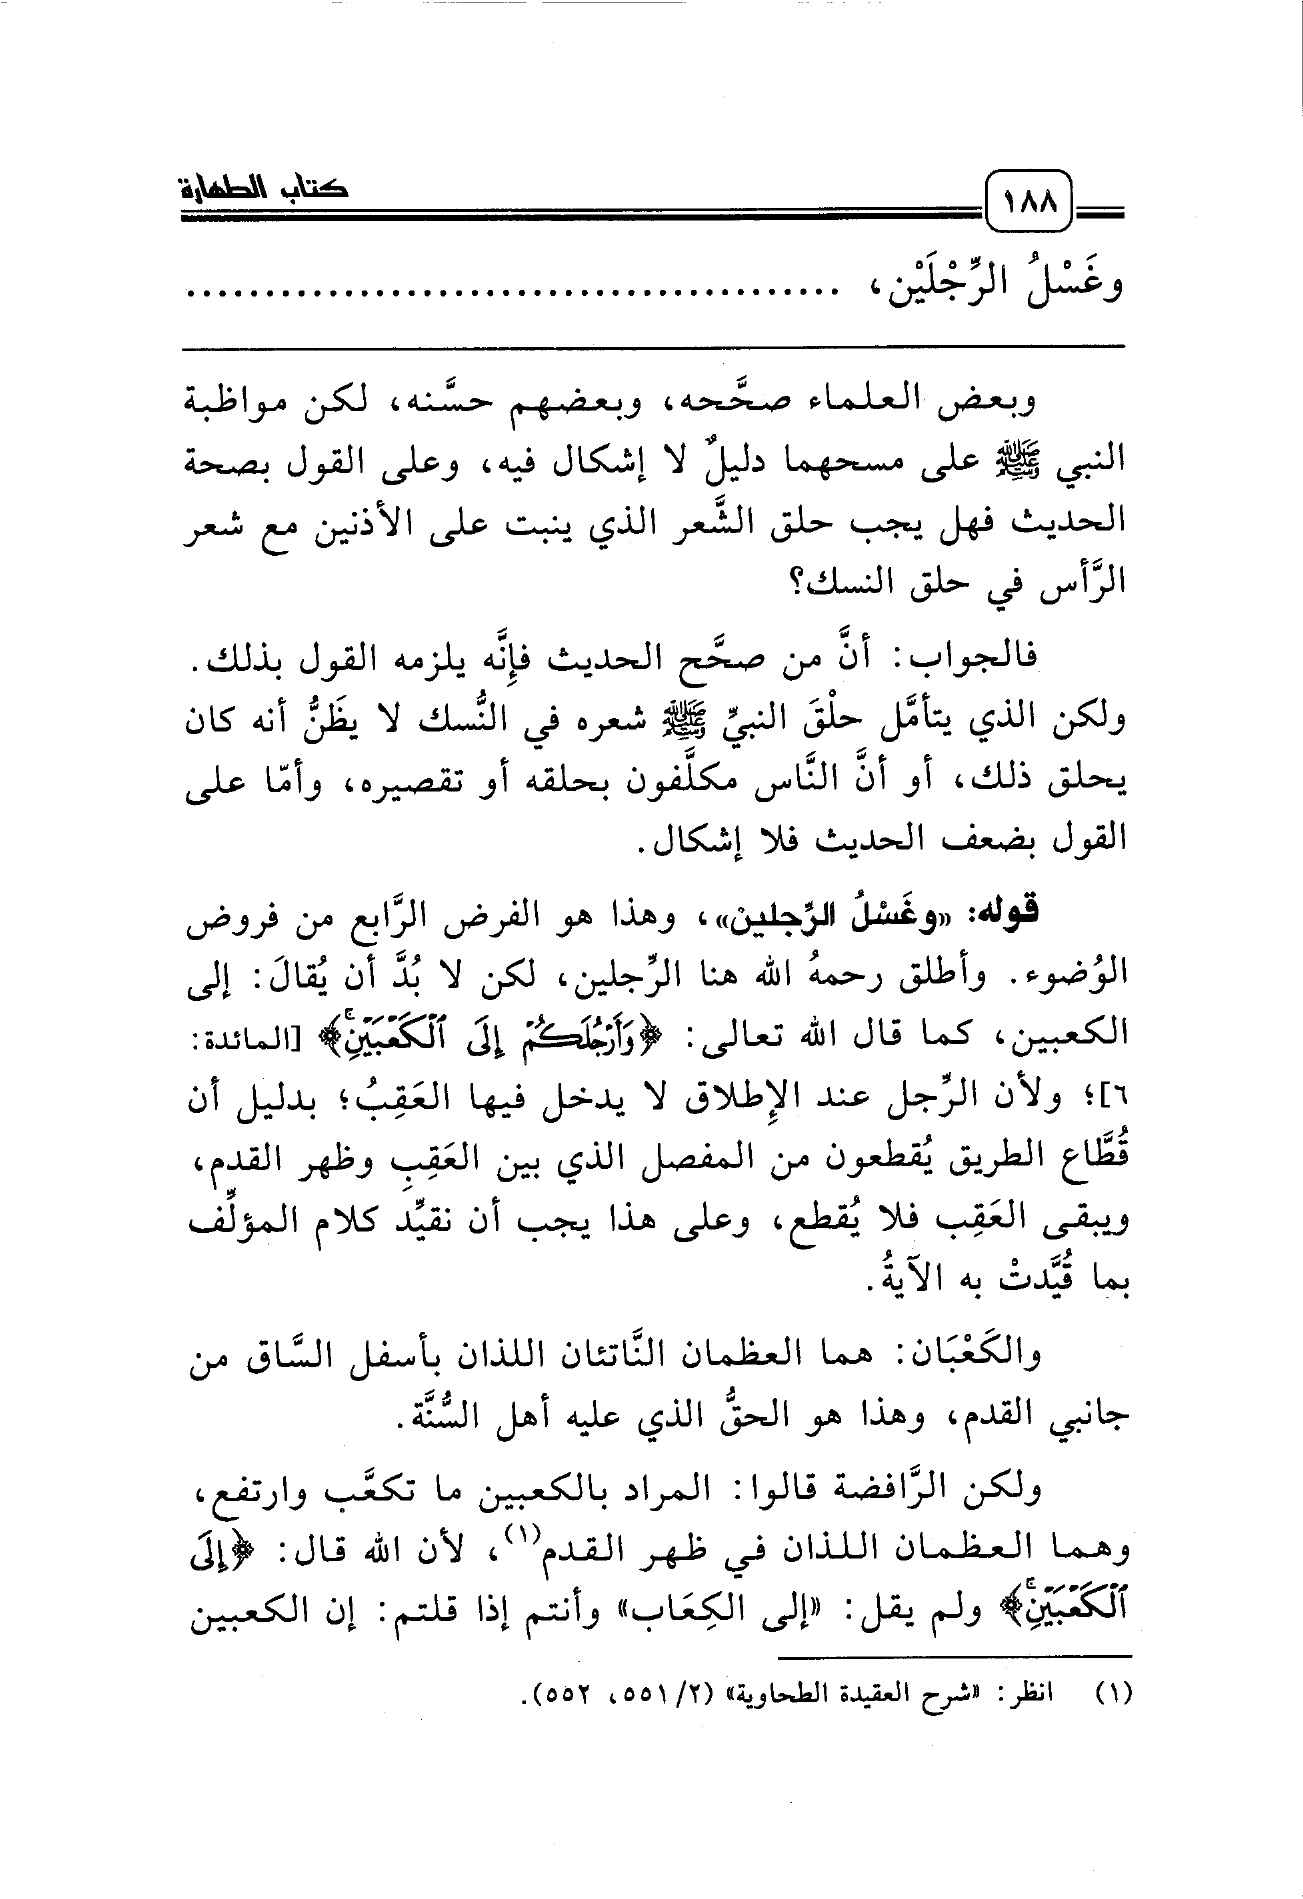 ١٨٨ كتاب الطهارة
وغَسْلُ الرِّجْلَيْن، ..........................................
وبعض العلماء صحَّحه، وبعضهم حسَّنه، لكن مواظبة
النبي ﷺ على مسحهما دليلٌ لا إشكال فيه، وعلى القول بصحة
الحديث فهل يجب حلق الشَّعر الذي ينبت على الأذنين مع شعر
الرَّأس في حلق النسك؟
فالجواب: أنَّ من صحَّح الحديث فإِنَّه يلزمه القول بذلك.
ولكن الذي يتأمَّل حلْقَ النبيِّ ﷺ شعره في النُّسك لا يظَنُّ أنه كان
يحلق ذلك، أو أنَّ النَّاس مكلَّفون بحلقه أو تقصيره، وأمّا على
القول بضعف الحديث فلا إشكال.
قوله: «وغَسْلُ الرِّجلين»، وهذا هو الفرض الرَّابع من فروض
الوُضوء. وأطلق رحمهُ الله هنا الرِّجلين، لكن لا بُدَّ أن يُقالَ: إلى
الكعبين، كما قال الله تعالى: ﴿وَأَرْجُلَكُمْ إِلَى ٱلْكَعْبَيْنِۚ﴾ [المائدة:
٦]؛ ولأن الرِّجل عند الإِطلاق لا يدخل فيها العَقِبُ؛ بدليل أن
قُطَّاع الطريق يُقطعون من المفصل الذي بين العَقِبِ وظهر القدم،
ويبقى العَقِب فلا يُقطع، وعلى هذا يجب أن نقيِّد كلام المؤلِّف
بما قُيِّدتْ به الآيةُ.
والكَعْبَان: هما العظمان النَّاتئان اللذان بأسفل السَّاق من
جانبي القدم، وهذا هو الحقُّ الذي عليه أهل السُّنَّة.
ولكن الرَّافضة قالوا: المراد بالكعبين ما تكعَّب وارتفع،
وهما العظمان اللذان في ظهر القدم(١)، لأن الله قال: ﴿إِلَى
ٱلْكَعْبَيْنِۚ﴾ ولم يقل: «إلى الكِعَاب» وأنتم إذا قلتم: إن الكعبين
(١) انظر: «شرح العقيدة الطحاوية» (٢/ ٥٥١، ٥٥٢).